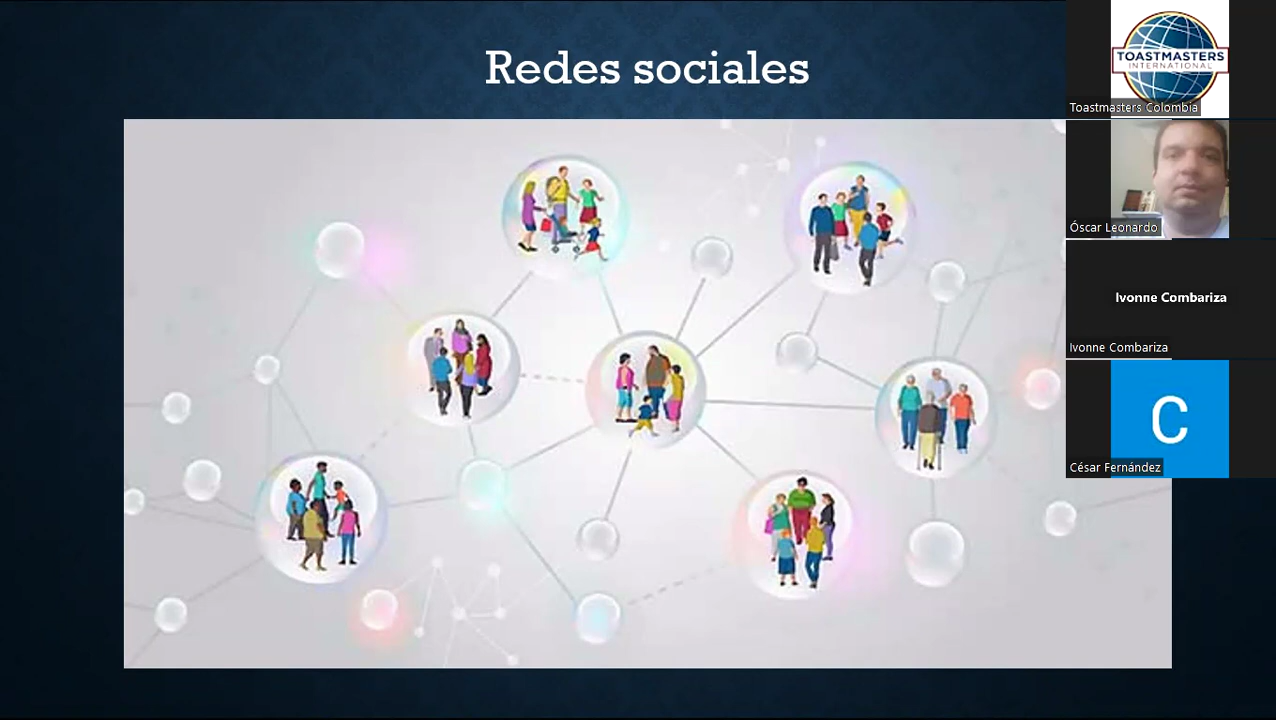 Redes sociales
TOASTMASTERS
INTERNATIONAL
Toastmasters Colombia
Óscar Leonardo
Ivonne Combariza
Ivonne Combariza
C
César Fernández